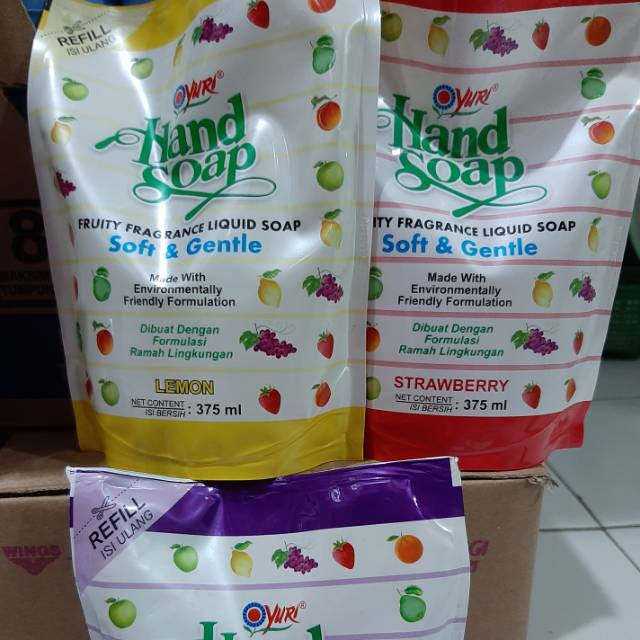 REFILL
ISI ULANG
YURI®
Hand
Soap
FRUITY FRAGRANCE LIQUID SOAP
Soft & Gentle
Made With
Environmentally
Friendly Formulation
Dibuat Dengan
Formulasi
Ramah Lingkungan
LEMON
NET CONTENT
ISI BERSIH : 375 ml
YURI®
Hand
Soap
ITY FRAGRANCE LIQUID SOAP
Soft & Gentle
Made With
Environmentally
Friendly Formulation
Dibuat Dengan
Formulasi
Ramah Lingkungan
STRAWBERRY
NET CONTENT
ISI BERSIH : 375 ml
REFILL
ISI ULANG
YURI®
Hand
WINGS
8